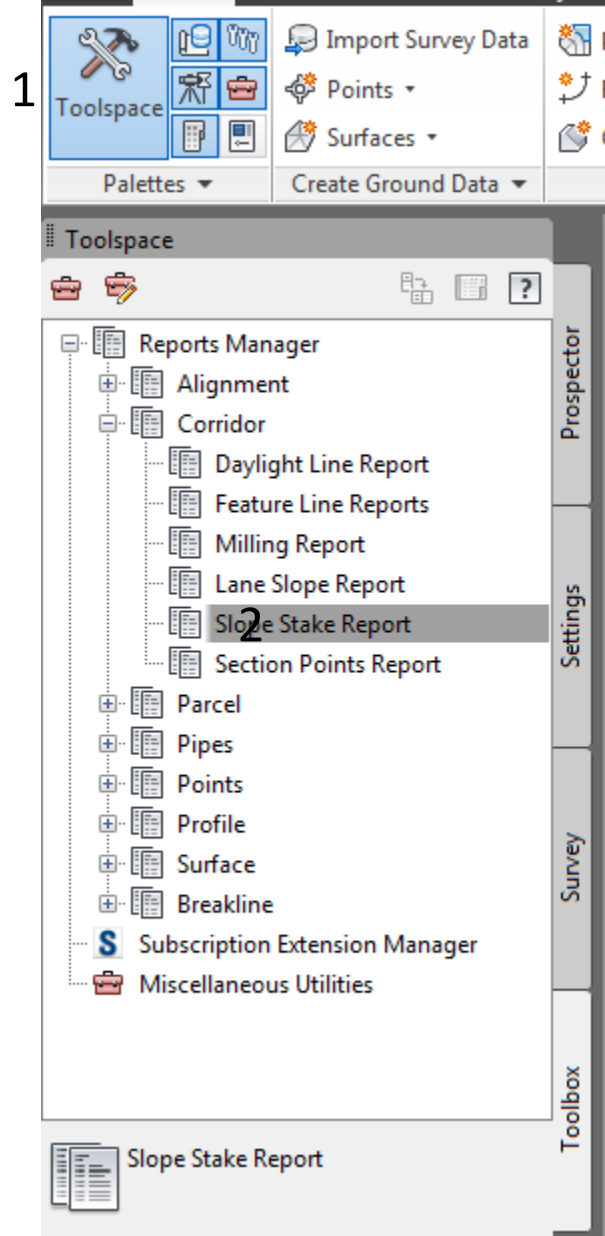 Import Survey Data
1
Toolspace
Points
Surfaces
Palettes
Create Ground Data
Toolspace
?
Reports Manager
Alignment
Corridor
Daylight Line Report
Feature Line Reports
Milling Report
Lane Slope Report
2
Slope Stake Report
Section Points Report
Parcel
Pipes
Points
Profile
Surface
Breakline
S Subscription Extension Manager
Miscellaneous Utilities
Prospector
Settings
Survey
Toolbox
Slope Stake Report